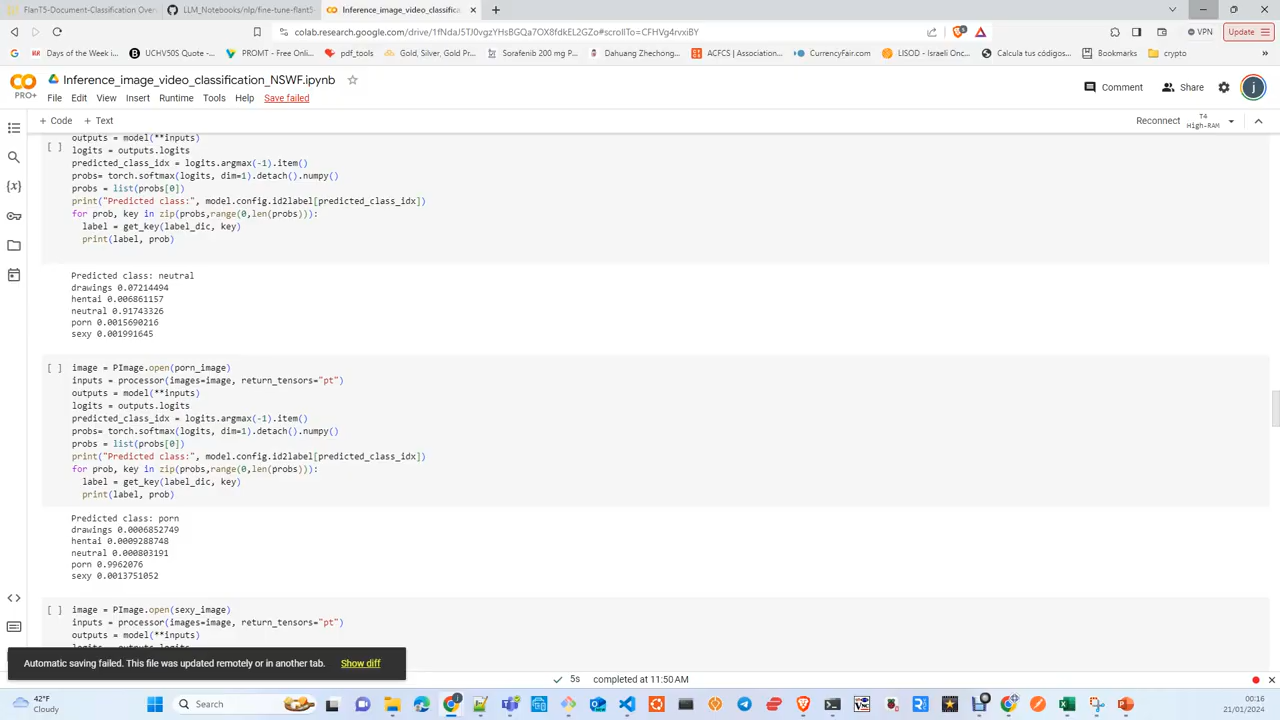 FlanT5-Document-Classification Over
LLM_Notebooks/nlp/fine-tune-flant5
Inference_image_video_classifica
colab.research.google.com/drive/1fNdaJ5TJ0vgzYHsBGQa7OX8fdkEL2GZo#scrollTo=CFHVg4rvxiBY
VPN
Update
Days of the Week i...
UCHV50S Quote -...
PROMT - Free Onli...
pdf_tools
Gold, Silver, Gold Pr...
Sorafenib 200 mg P...
Dahuang Zhechong...
ACFCS | Association...
CurrencyFair.com
LISOD - Israeli Onc...
Calcula tus códigos...
Bookmarks
crypto
»
PRO+
Inference_image_video_classification_NSWF.ipynb
File Edit View Insert Runtime Tools Help Save failed
Comment Share j
+ Code + Text
Reconnect T4 High-RAM
outputs = model(**inputs)
[ ] logits = outputs.logits
predicted_class_idx = logits.argmax(-1).item()
probs= torch.softmax(logits, dim=1).detach().numpy()
probs = list(probs[0])
print("Predicted class:", model.config.id2label[predicted_class_idx])
for prob, key in zip(probs,range(0,len(probs))):
label = get_key(label_dic, key)
print(label, prob)
Predicted class: neutral
drawings 0.07214494
hentai 0.006861157
neutral 0.91743326
porn 0.0015690216
sexy 0.001991645
[ ] image = PImage.open(porn_image)
inputs = processor(images=image, return_tensors="pt")
outputs = model(**inputs)
logits = outputs.logits
predicted_class_idx = logits.argmax(-1).item()
probs= torch.softmax(logits, dim=1).detach().numpy()
probs = list(probs[0])
print("Predicted class:", model.config.id2label[predicted_class_idx])
for prob, key in zip(probs,range(0,len(probs))):
label = get_key(label_dic, key)
print(label, prob)
Predicted class: porn
drawings 0.0006852749
hentai 0.0009288748
neutral 0.000803191
porn 0.9962076
sexy 0.0013751052
[ ] image = PImage.open(sexy_image)
inputs = processor(images=image, return_tensors="pt")
outputs = model(**inputs)
Automatic saving failed. This file was updated remotely or in another tab. Show diff
5s completed at 11:50 AM
42°F
Cloudy
Search
00:16
21/01/2024